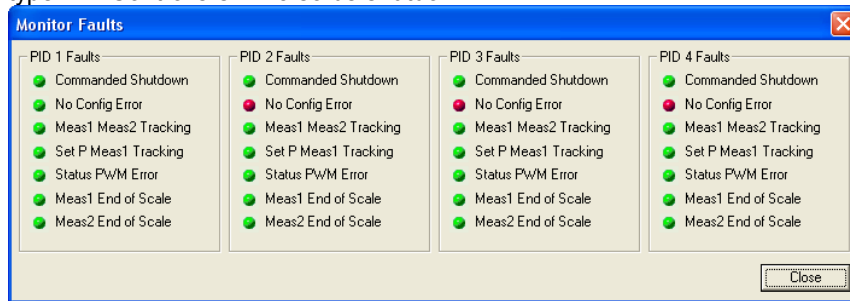 Monitor Faults
PID 1 Faults
Commanded Shutdown
No Config Error
Meas1 Meas2 Tracking
Set P Meas1 Tracking
Status PWM Error
Meas1 End of Scale
Meas2 End of Scale
PID 2 Faults
Commanded Shutdown
No Config Error
Meas1 Meas2 Tracking
Set P Meas1 Tracking
Status PWM Error
Meas1 End of Scale
Meas2 End of Scale
PID 3 Faults
Commanded Shutdown
No Config Error
Meas1 Meas2 Tracking
Set P Meas1 Tracking
Status PWM Error
Meas1 End of Scale
Meas2 End of Scale
PID 4 Faults
Commanded Shutdown
No Config Error
Meas1 Meas2 Tracking
Set P Meas1 Tracking
Status PWM Error
Meas1 End of Scale
Meas2 End of Scale
Close